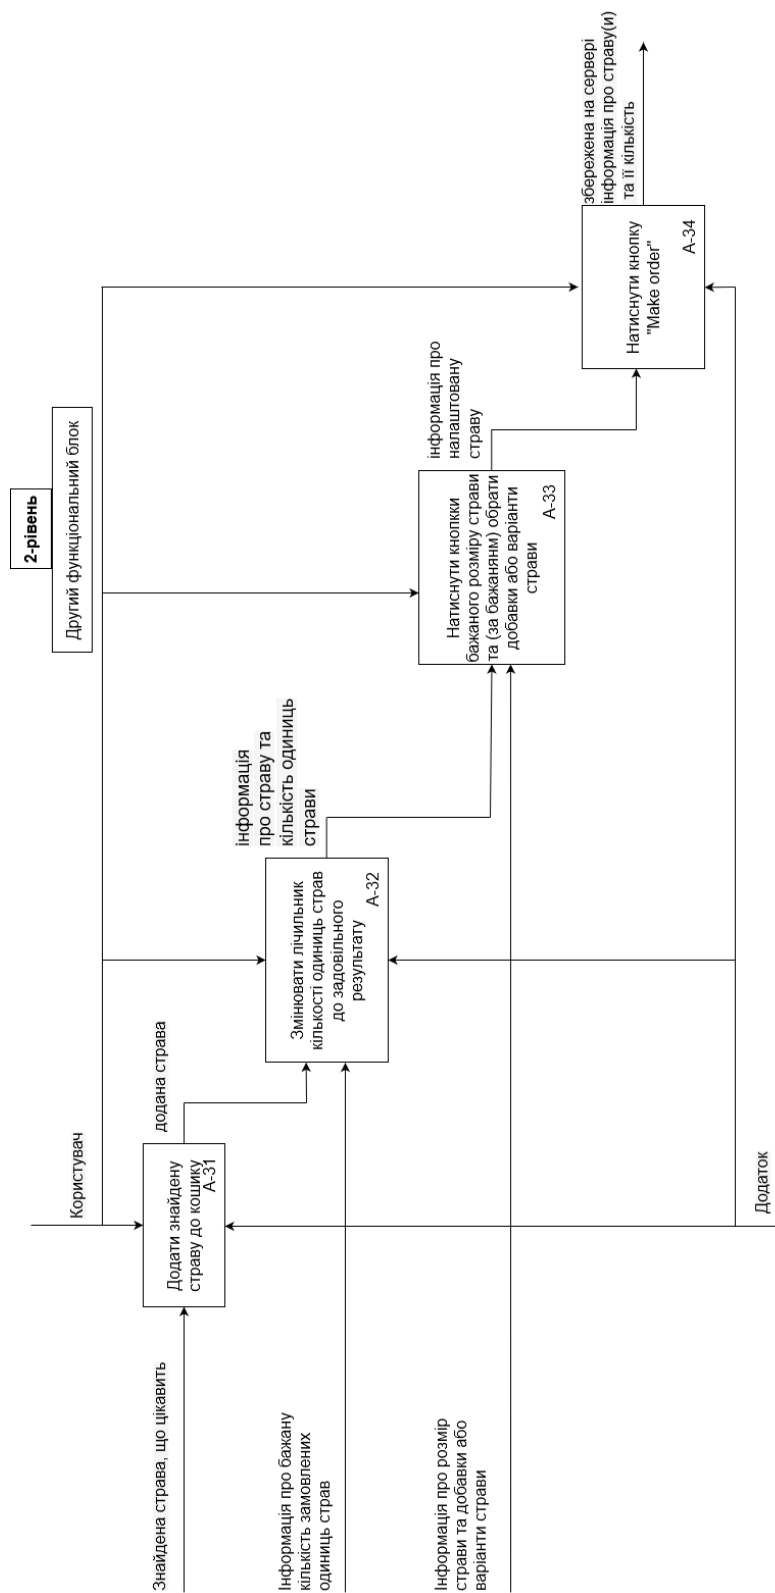 2-рівень
Другий функціональний блок
Користувач
Знайдена страва, що цікавить
Додати знайдену
страву до кошику
А-31
додана страва
Інформація про бажану
кількість замовлених
одиниць страв
Змінювати лічильник
кількості одиниць страв
до задовільного
результату
А-32
інформація
про страву та
кількість одиниць
страви
Інформація про розмір
страви та добавки або
варіанти страви
Натиснути кнопкки
бажаного розміру страви
та (за бажанянм) обрати
добавки або варіанти
страви
А-33
інформація про
налаштовану
страву
Натиснути кнопку
"Make order"
А-34
збережена на сервері
інформація про страву(и)
та її кількість
Додаток